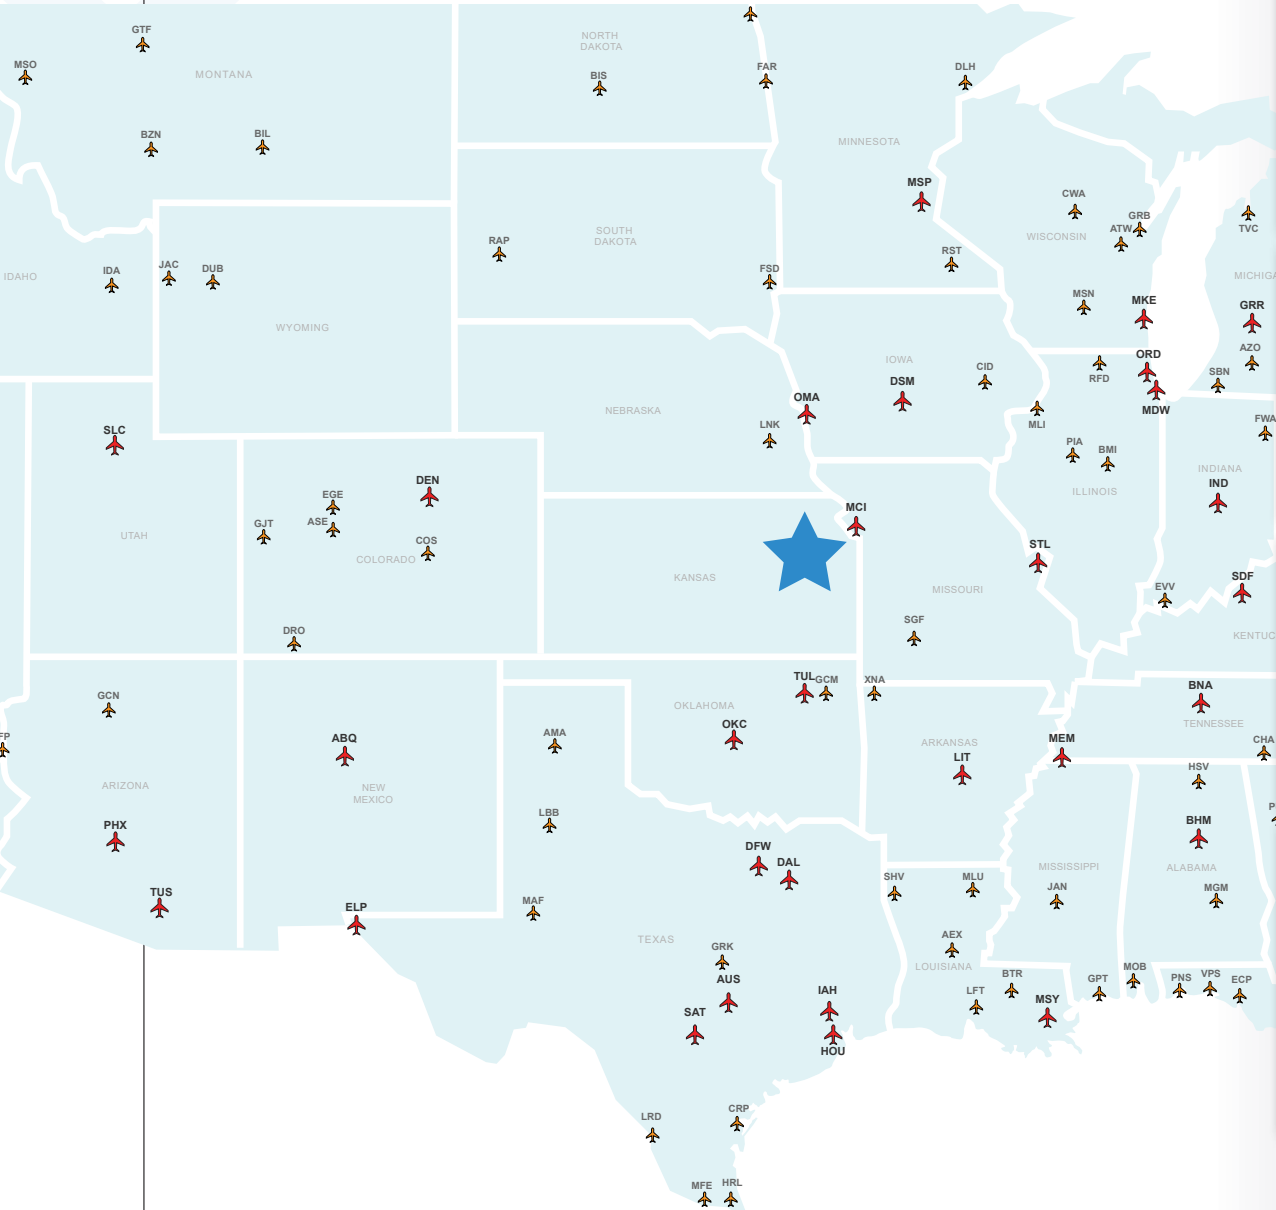 GTF
NORTH
DAKOTA
MSO
FAR
DLH
MONTANA
BIS
BZN
BIL
MINNESOTA
MSP
CWA
GRB
ATW
TVC
WISCONSIN
RAP
SOUTH
DAKOTA
RST
JAC
DUB
IDA
IDAHO
FSD
MICHIGA
MSN
MKE
GRR
WYOMING
AZO
ORD
IOWA
CID
RFD
SBN
DSM
OMA
NEBRASKA
MDW
LNK
MLI
FWA
SLC
PIA
BMI
INDIANA
IND
DEN
EGE
ILLINOIS
MCI
GJT
ASE
UTAH
COS
COLORADO
STL
KANSAS
SDF
EVV
MISSOURI
SGF
DRO
KENTUC
TUL
GCM
XNA
BNA
GCN
OKLAHOMA
OKC
TENNESSEE
FP
ABQ
AMA
ARKANSAS
MEM
CHA
LIT
HSV
ARIZONA
NEW
MEXICO
LBB
PHX
BHM
DFW
DAL
MISSISSIPPI
ALABAMA
SHV
MLU
JAN
MGM
TUS
ELP
MAF
TEXAS
GRK
AEX
LOUISIANA
AUS
BTR
MOB
PNS
VPS
ECP
GPT
IAH
LFT
MSY
SAT
HOU
LRD
CRP
MFE
HRL